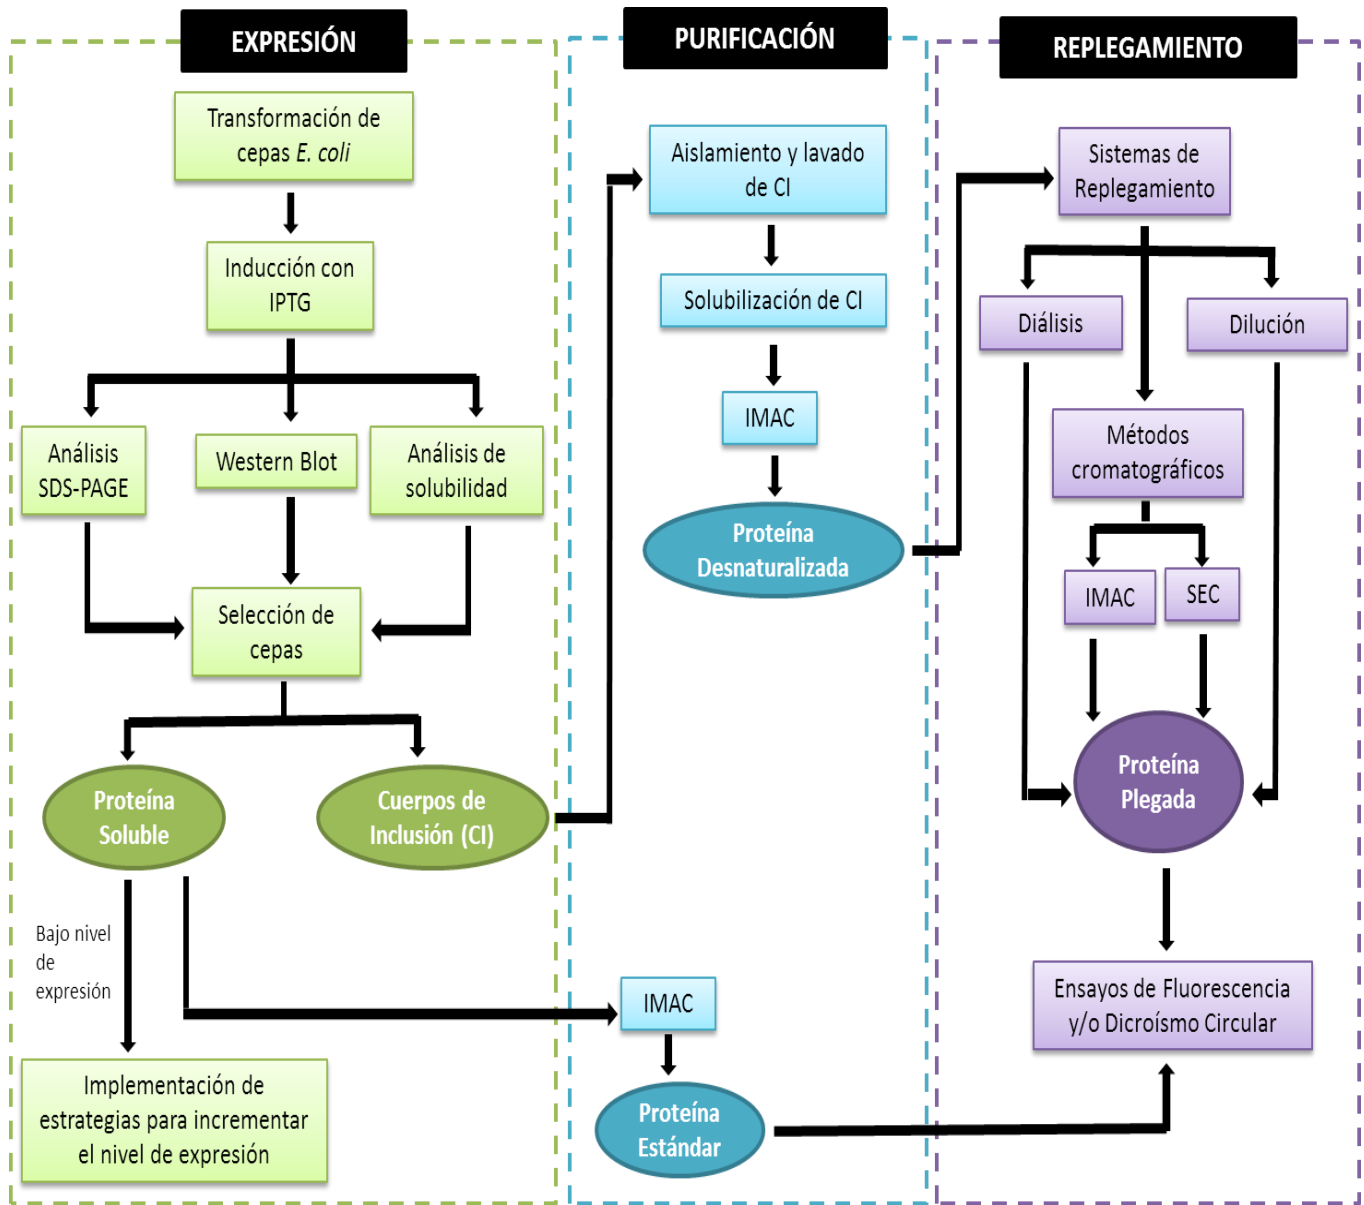 EXPRESIÓN
Transformación de
cepas E. coli
Inducción con
IPTG
Análisis
SDS-PAGE
Western Blot
Análisis de
solubilidad
Selección de
cepas
Proteína
Soluble
Cuerpos de
Inclusión (CI)
Bajo nivel
de
expresión
Implementación de
estrategias para incrementar
el nivel de expresión
PURIFICACIÓN
Aislamiento y lavado
de CI
Solubilización de CI
IMAC
Proteína
Desnaturalizada
IMAC
Proteína
Estándar
REPLEGAMIENTO
Sistemas de
Replegamiento
Diálisis
Dilución
Métodos
cromatográficos
IMAC
SEC
Proteína
Plegada
Ensayos de Fluorescencia
y/o Dicroísmo Circular